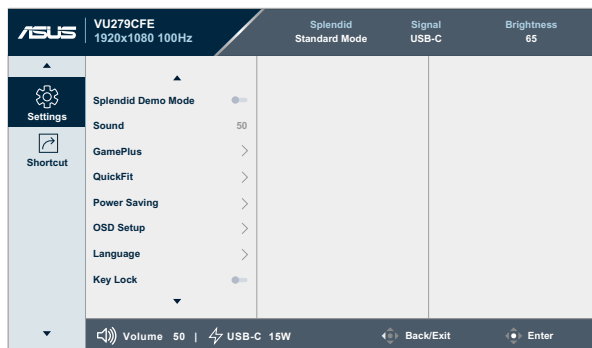 ASUS
VU279CFE
1920x1080 100Hz
Splendid
Standard Mode
Signal
USB-C
Brightness
65
Settings
Shortcut
Splendid Demo Mode
Sound 50
GamePlus
QuickFit
Power Saving
OSD Setup
Language
Key Lock
Volume 50 | USB-C 15W
Back/Exit
Enter